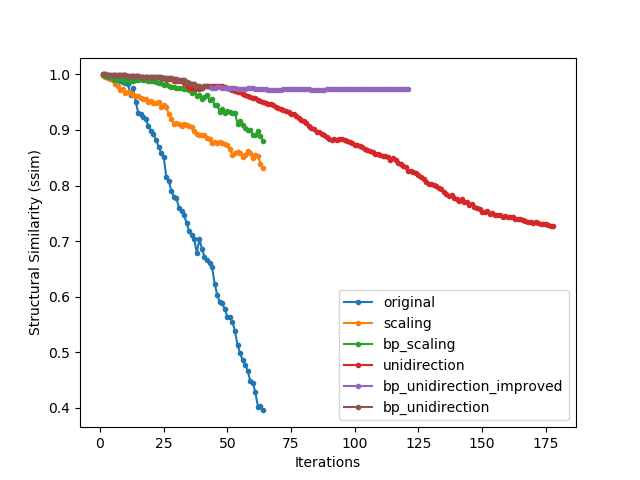 Structural Similarity (ssim)
1.0
0.9
0.8
0.7
0.6
0.5
0.4
original
scaling
bp_scaling
unidirection
bp_unidirection_improved
bp_unidirection
0 25 50 75 100 125 150 175
Iterations